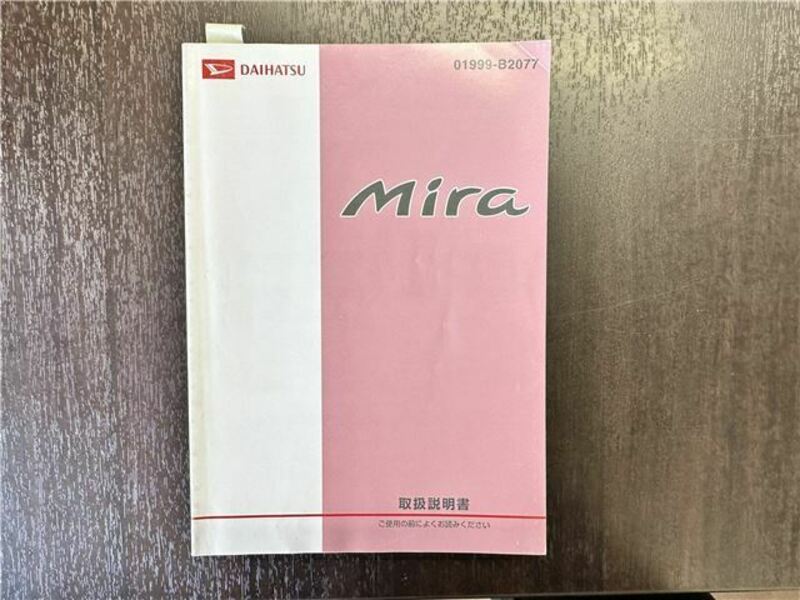 DAIHATSU
01999-B2077
Mira
取扱説明書
ご使用の前によくお読みください